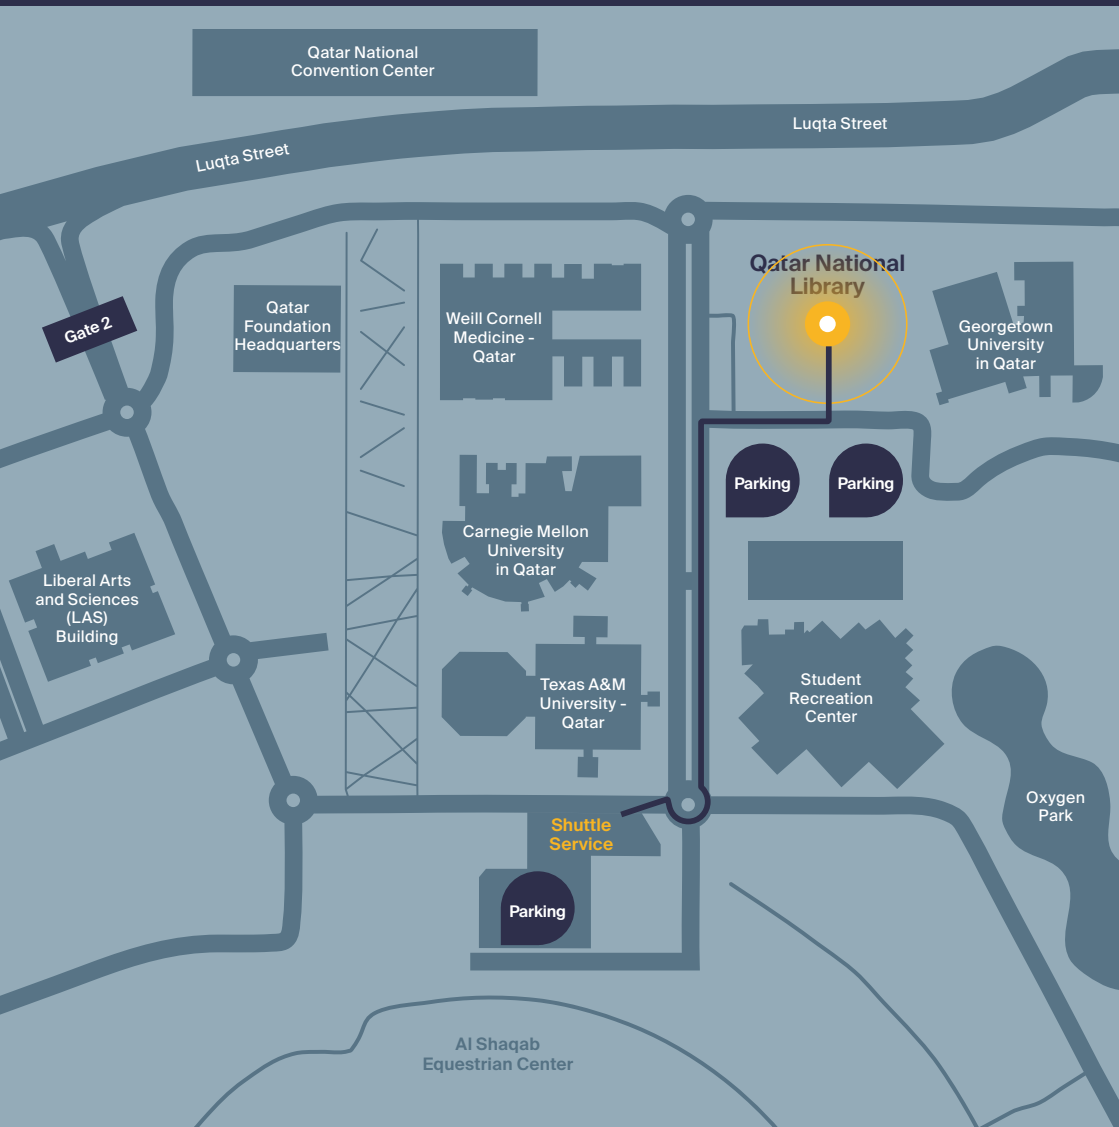 Qatar National
Convention Center
Luqta Street
Luqta Street
Qatar National
Library
Gate 2
Qatar
Foundation
Headquarters
Weill Cornell
Medicine -
Qatar
Georgetown
University
in Qatar
Parking
Parking
Carnegie Mellon
University
in Qatar
Liberal Arts
and Sciences
(LAS)
Building
Texas A&M
University -
Qatar
Student
Recreation
Center
Oxygen
Park
Shuttle
Service
Parking
Al Shaqab
Equestrian Center